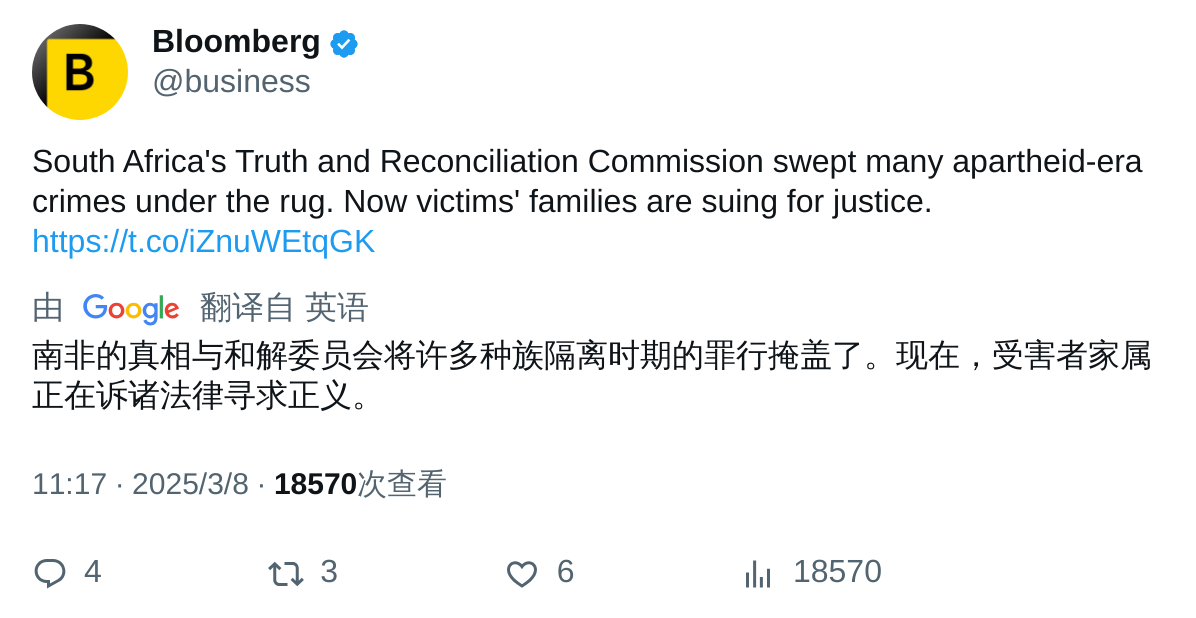 B
Bloomberg
@business
South Africa's Truth and Reconciliation Commission swept many apartheid-era
crimes under the rug. Now victims' families are suing for justice.
https://t.co/iZnuWEtqGK
由 Google 翻译自 英语
南非的真相与和解委员会将许多种族隔离时期的罪行掩盖了。现在，受害者家属
正在诉诸法律寻求正义。
11:17 · 2025/3/8 · 18570次查看
4 3 6 18570